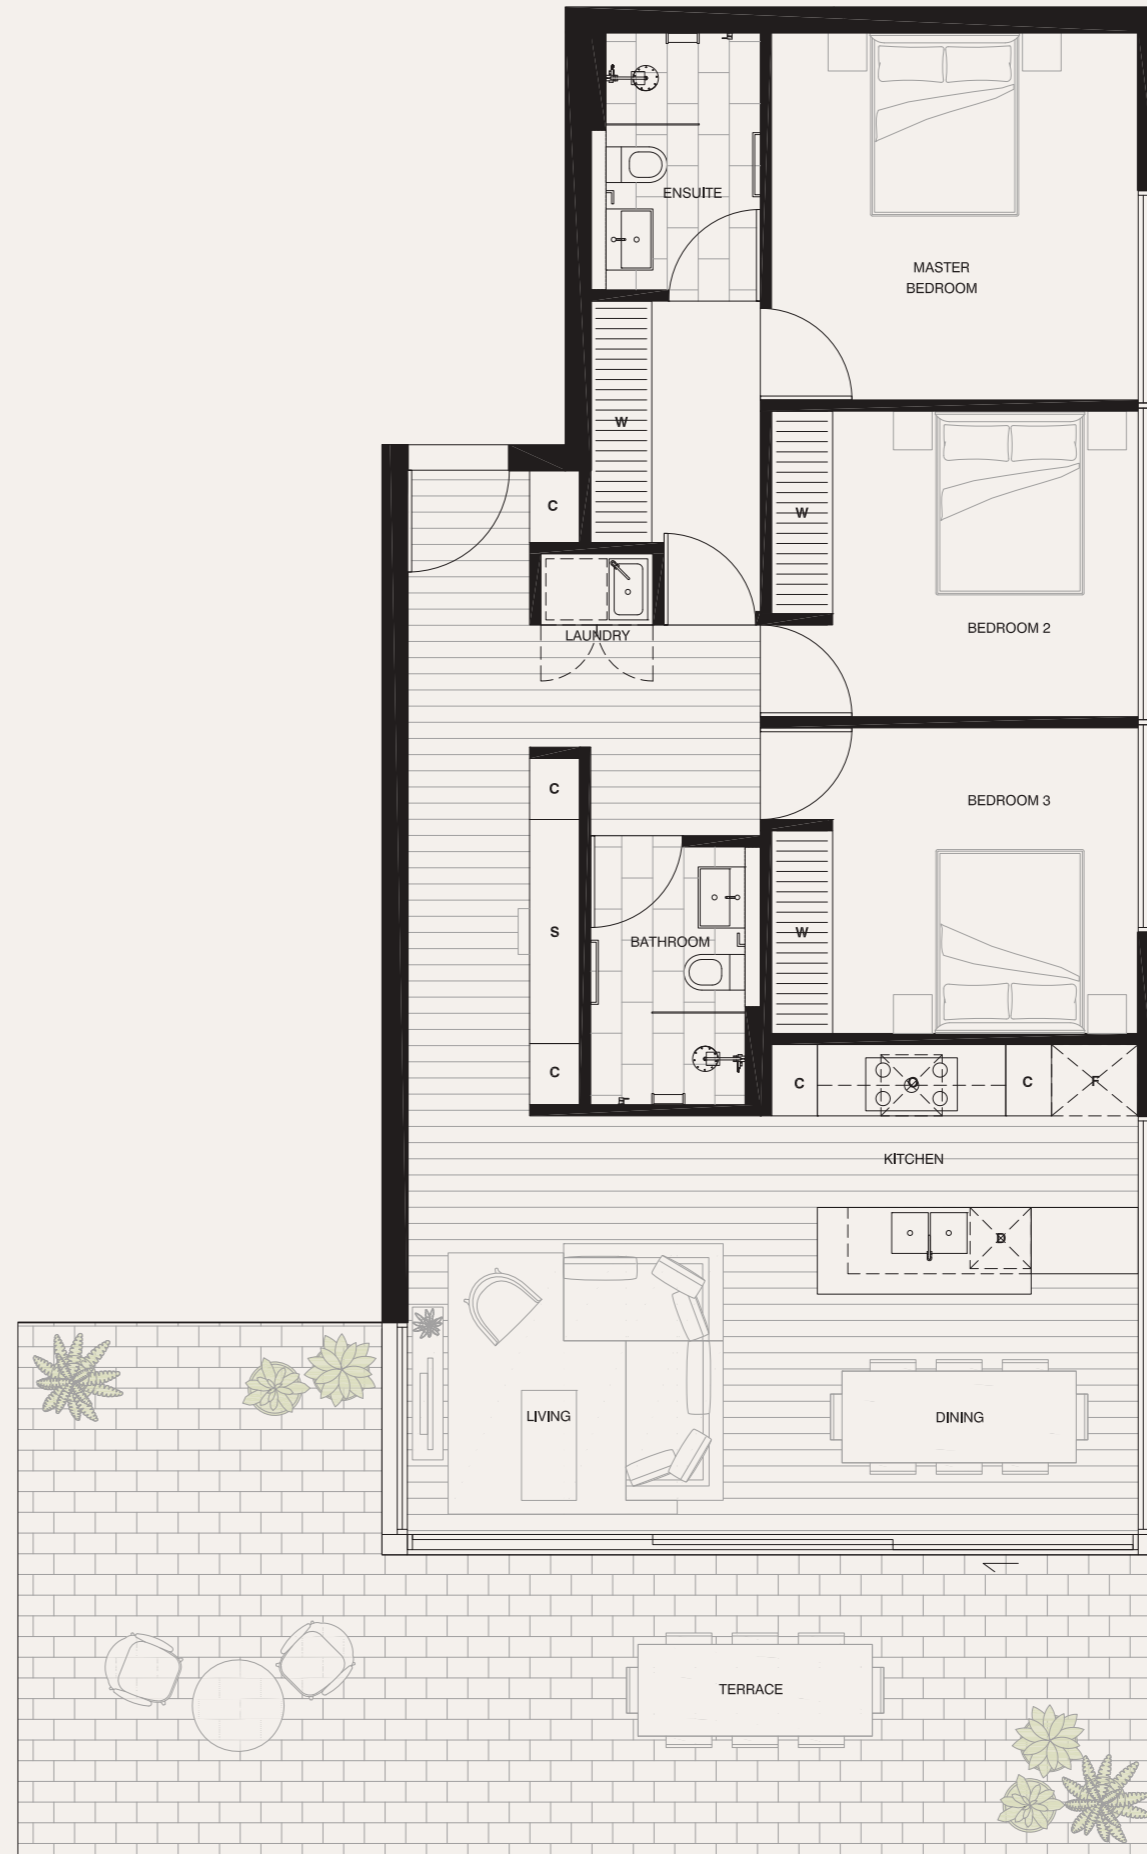 ENSUITE
MASTER
BEDROOM
W
C
W
LAUNDRY
BEDROOM 2
C
BEDROOM 3
S
BATHROOM
W
C
C
O
C
F
KITCHEN
D
LIVING
DINING
TERRACE